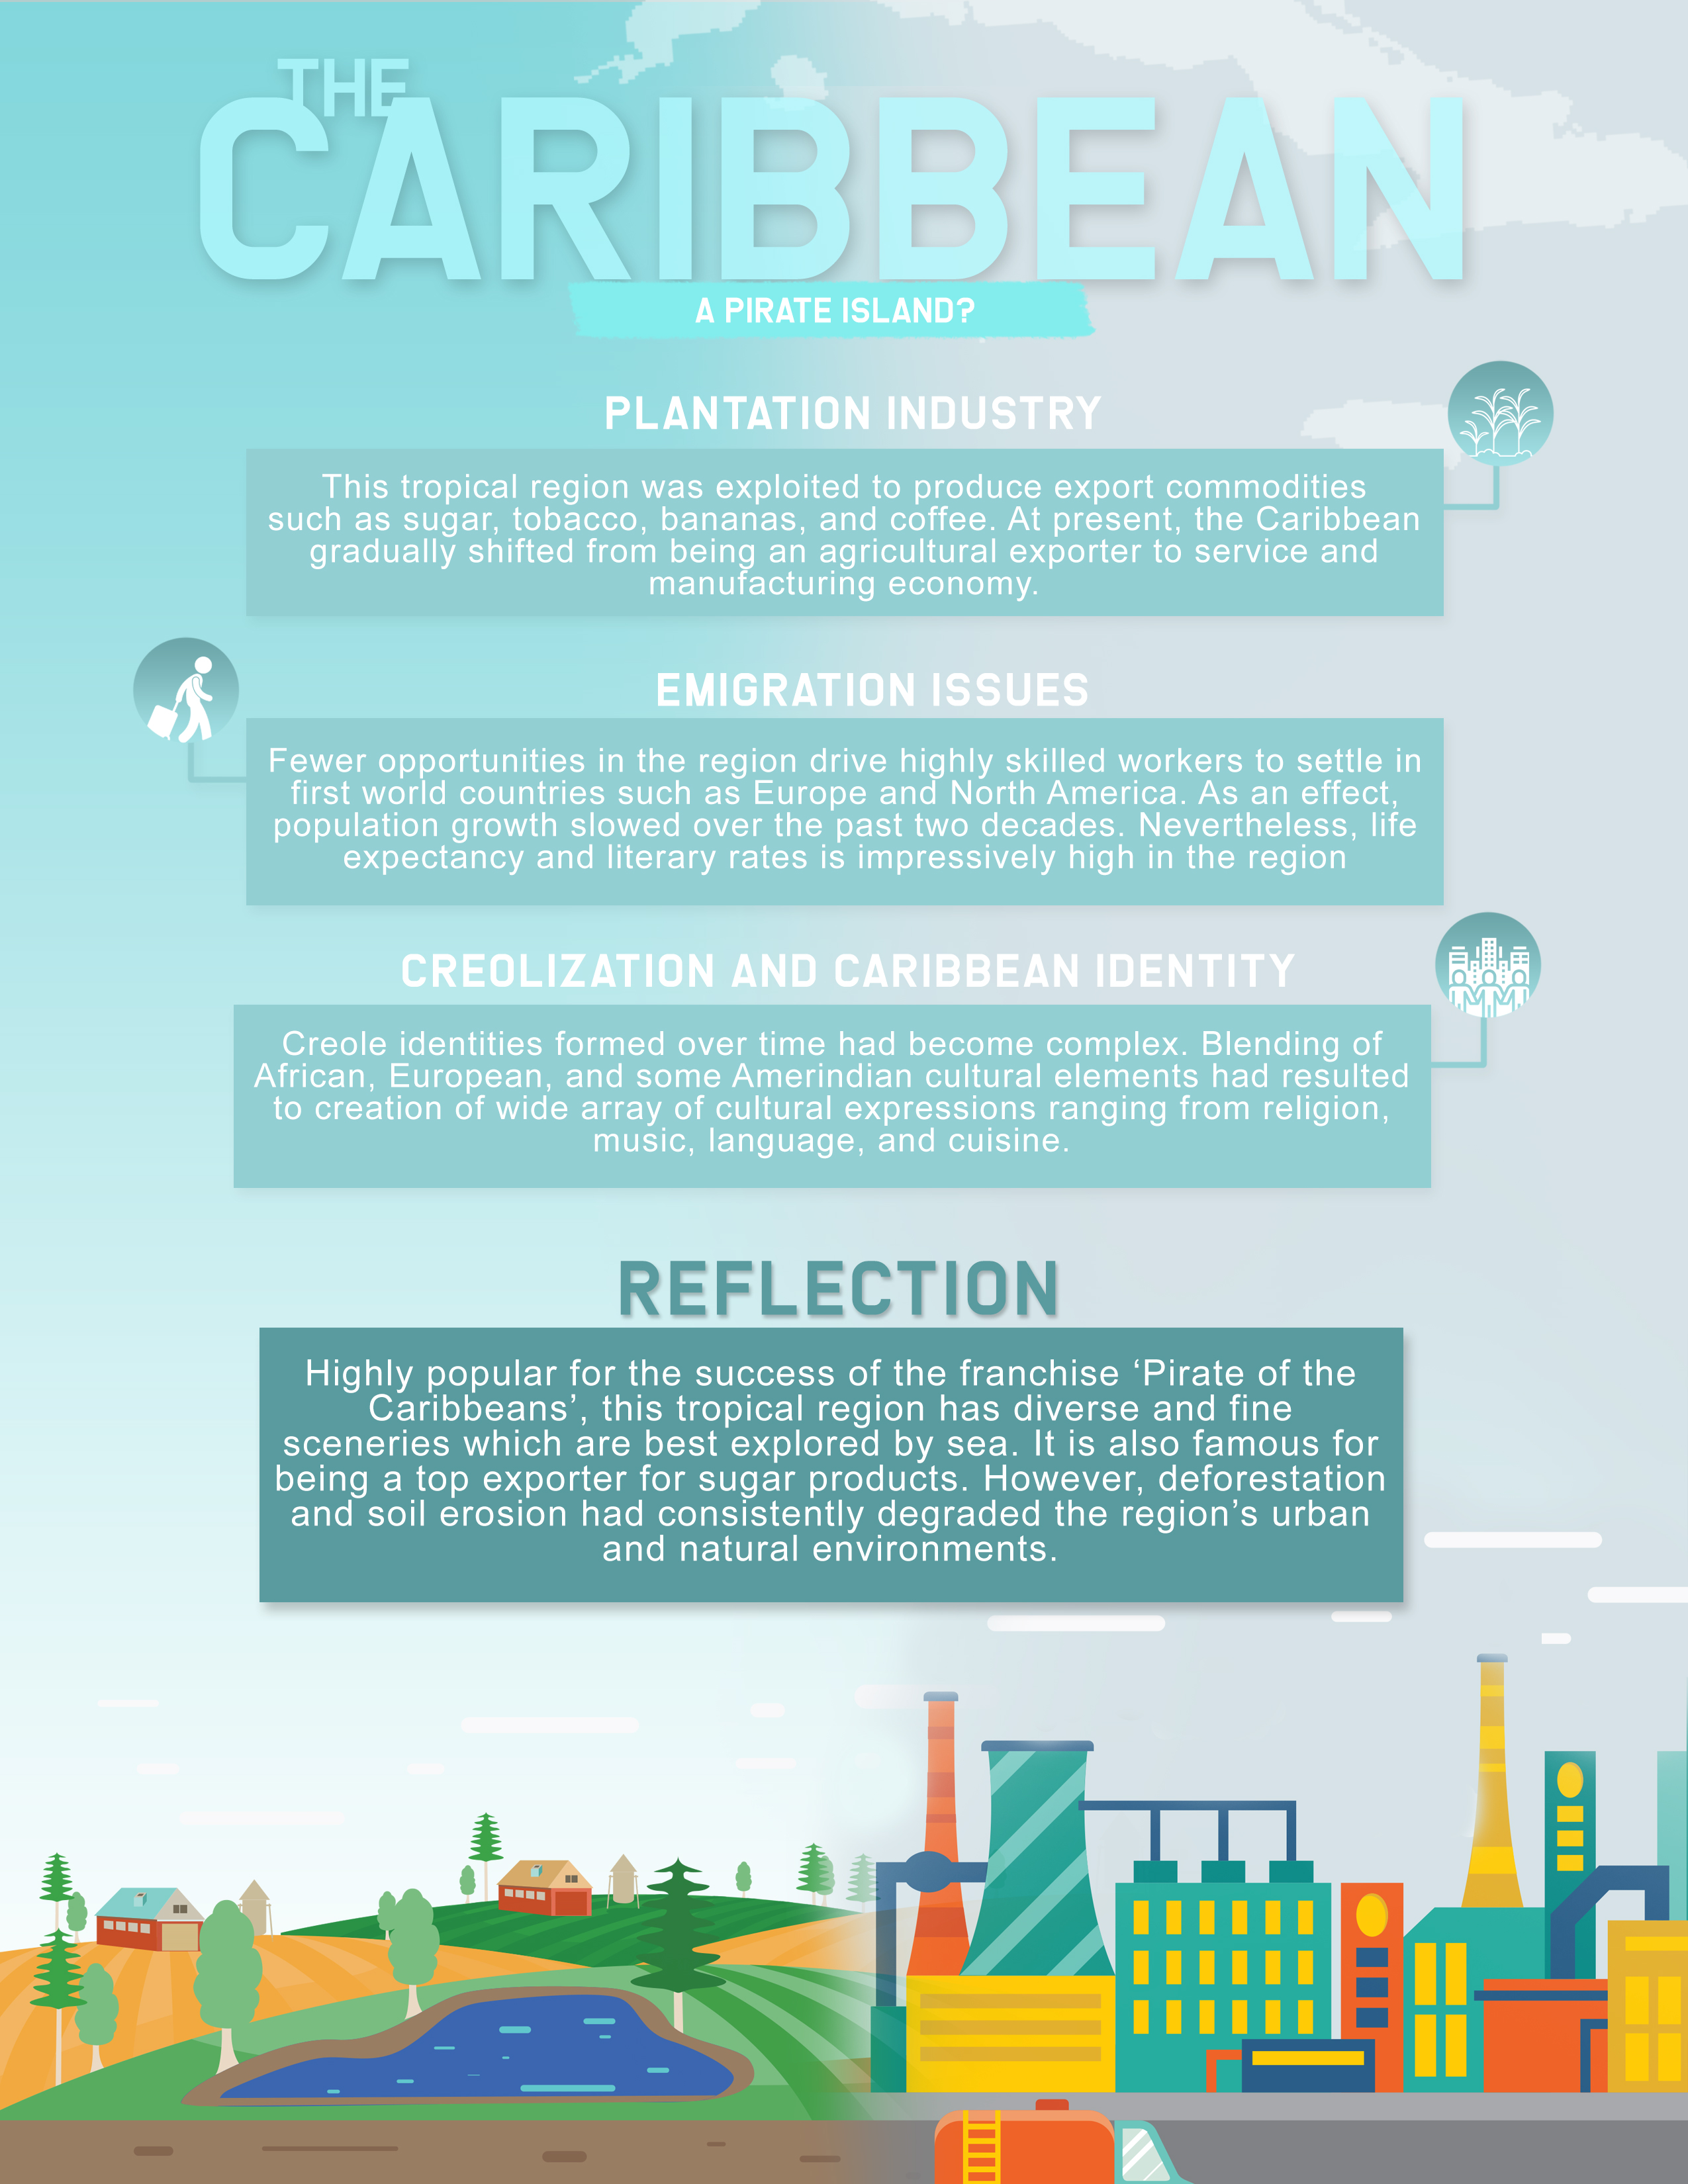 THE
CARIBBEAN
A PIRATE ISLAND?
PLANTATION INDUSTRY
This tropical region was exploited to produce export commodities
such as sugar, tobacco, bananas, and coffee. At present, the Caribbean
gradually shifted from being an agricultural exporter to service and
manufacturing economy.
EMIGRATION ISSUES
Fewer opportunities in the region drive highly skilled workers to settle in
first world countries such as Europe and North America. As an effect,
population growth slowed over the past two decades. Nevertheless, life
expectancy and literary rates is impressively high in the region
CREOLIZATION AND CARIBBEAN IDENTITY
Creole identities formed over time had become complex. Blending of
African, European, and some Amerindian cultural elements had resulted
to creation of wide array of cultural expressions ranging from religion,
music, language, and cuisine.
REFLECTION
Highly popular for the success of the franchise ‘Pirate of the
Caribbeans’, this tropical region has diverse and fine
sceneries which are best explored by sea. It is also famous for
being a top exporter for sugar products. However, deforestation
and soil erosion had consistently degraded the region’s urban
and natural environments.